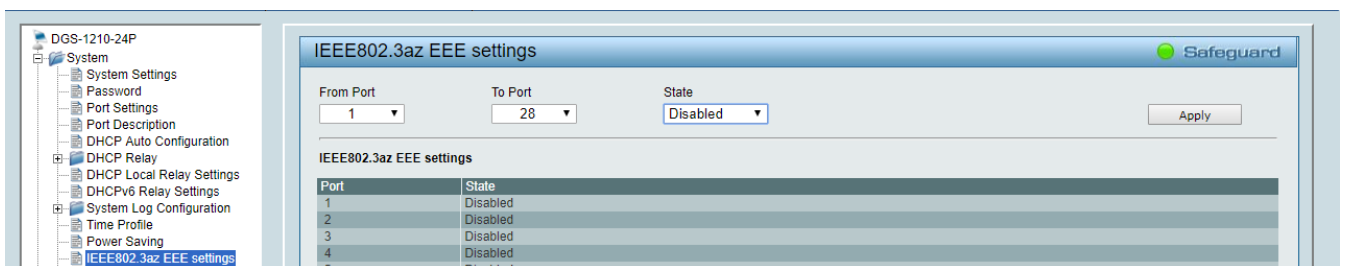 DGS-1210-24P
System
System Settings
Password
Port Settings
Port Description
DHCP Auto Configuration
DHCP Relay
DHCP Local Relay Settings
DHCPv6 Relay Settings
System Log Configuration
Time Profile
Power Saving
IEEE802.3az EEE settings
IEEE802.3az EEE settings
Safeguard
From Port To Port State
1 28 Disabled Apply
IEEE802.3az EEE settings
Port State
1 Disabled
2 Disabled
3 Disabled
4 Disabled